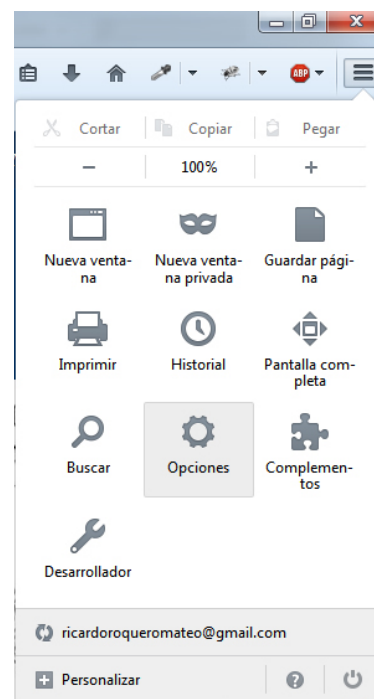 ABP
Cortar Copiar Pegar
− 100% +
Nueva venta- Nueva venta- Guardar pági-
na na privada na
Imprimir Historial Pantalla com-
pleta
Buscar Opciones Complemen-
tos
Desarrollador
ricardoroqueromateo@gmail.com
Personalizar